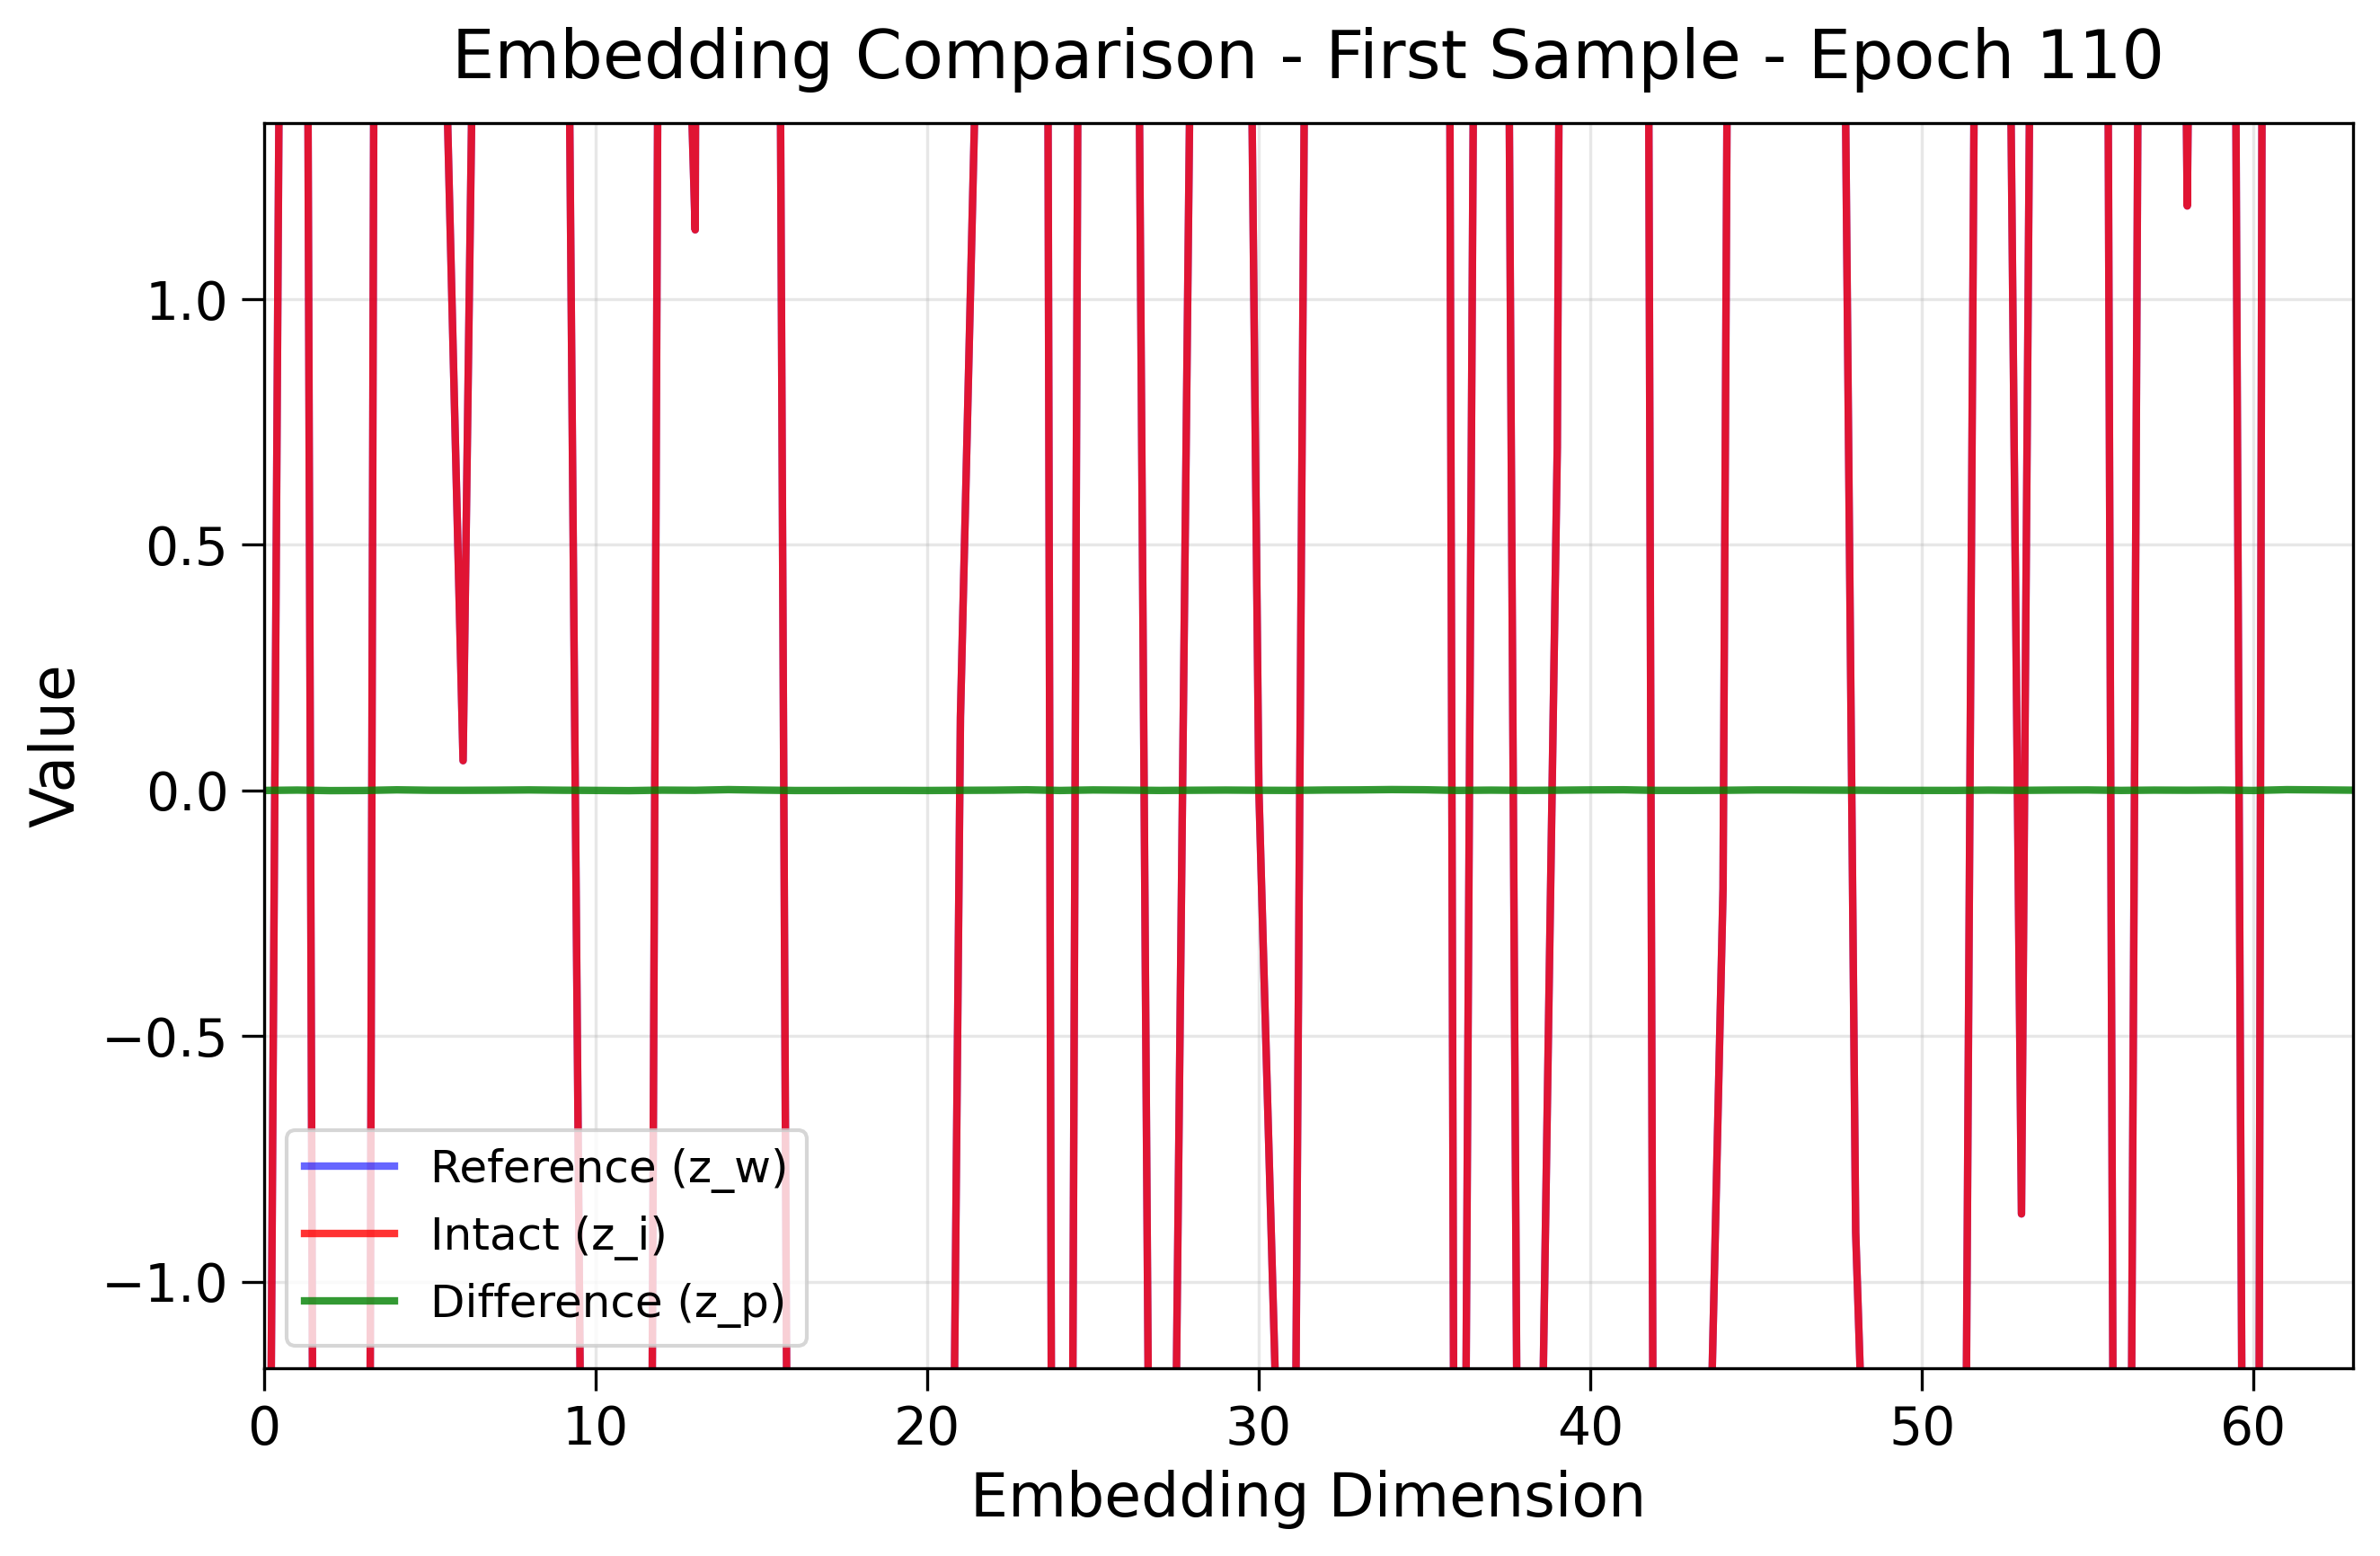 Embedding Comparison - First Sample - Epoch 110
Value
1.0
0.5
0.0
−0.5
−1.0
Reference (z_w)
Intact (z_i)
Difference (z_p)
0 10 20 30 40 50 60
Embedding Dimension